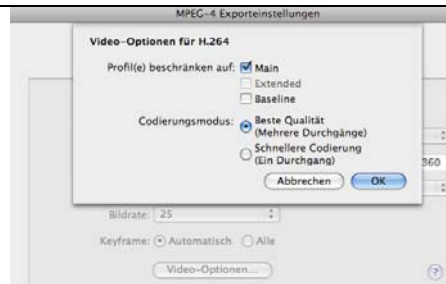 MPEG-4 Exporteinstellungen
Video-Optionen für H.264
Profil(e) beschränken auf: Main
Extended
Baseline
Codierungsmodus: Beste Qualität
(Mehrere Durchgänge)
Schnellere Codierung
(Ein Durchgang)
360
Abbrechen OK
Bildrate: 25
Keyframe: Automatisch Alle
Video-Optionen...
?